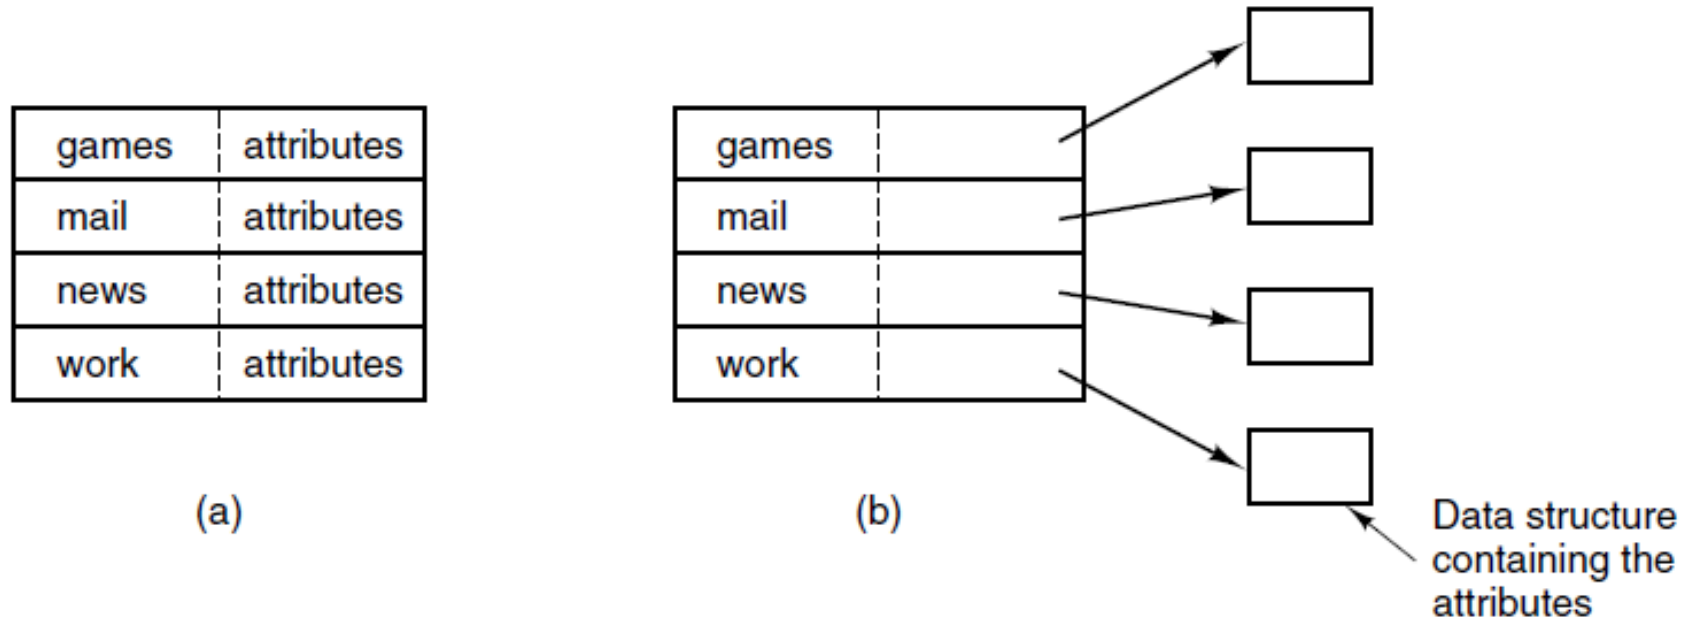 games attributes
mail attributes
news attributes
work attributes
(a)
games
mail
news
work
(b)
Data structure
containing the
attributes